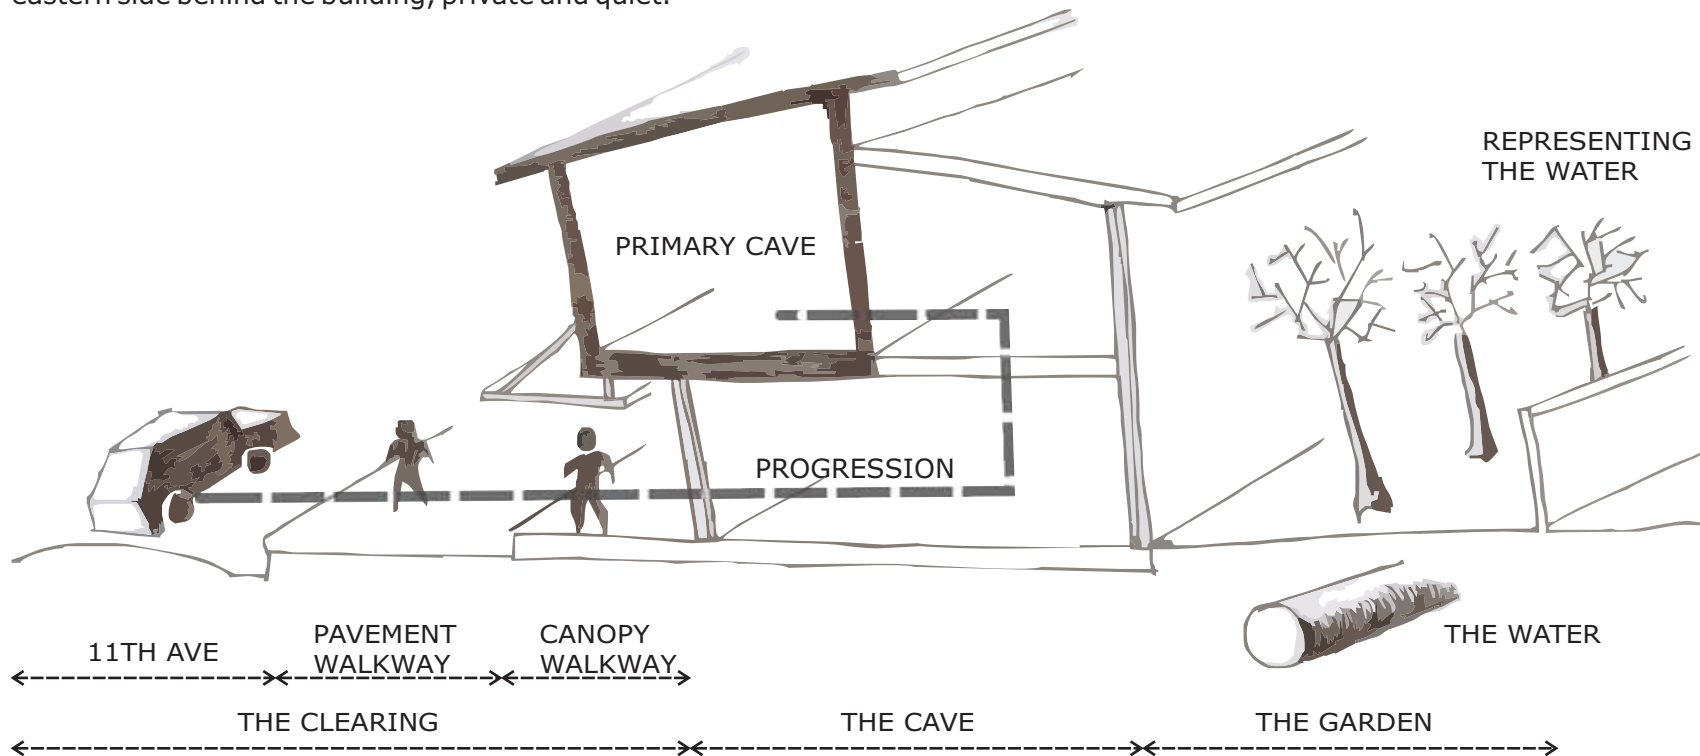 eastern side behind the building, private and quiet.
REPRESENTING
THE WATER
PRIMARY CAVE
PROGRESSION
THE WATER
11TH AVE
PAVEMENT
WALKWAY
CANOPY
WALKWAY
THE CLEARING
THE CAVE
THE GARDEN